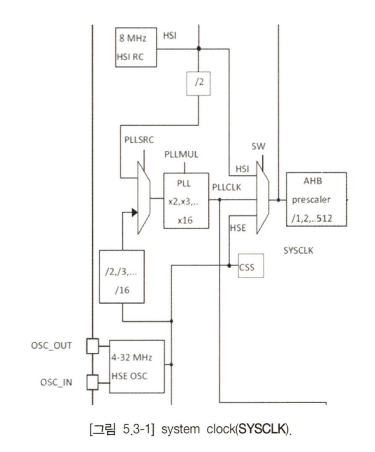 8 MHz
HSI RC
HSI
/2
PLLSRC
PLLMUL
SW
HSI
PLL
x2,x3,..
x16
PLLCLK
HSE
AHB
prescaler
/1,2,..512
SYSCLK
/2,/3,...
/16
CSS
OSC_OUT
OSC_IN
4-32 MHz
HSE OSC
[그림 5.3-1] system clock(SYSCLK).